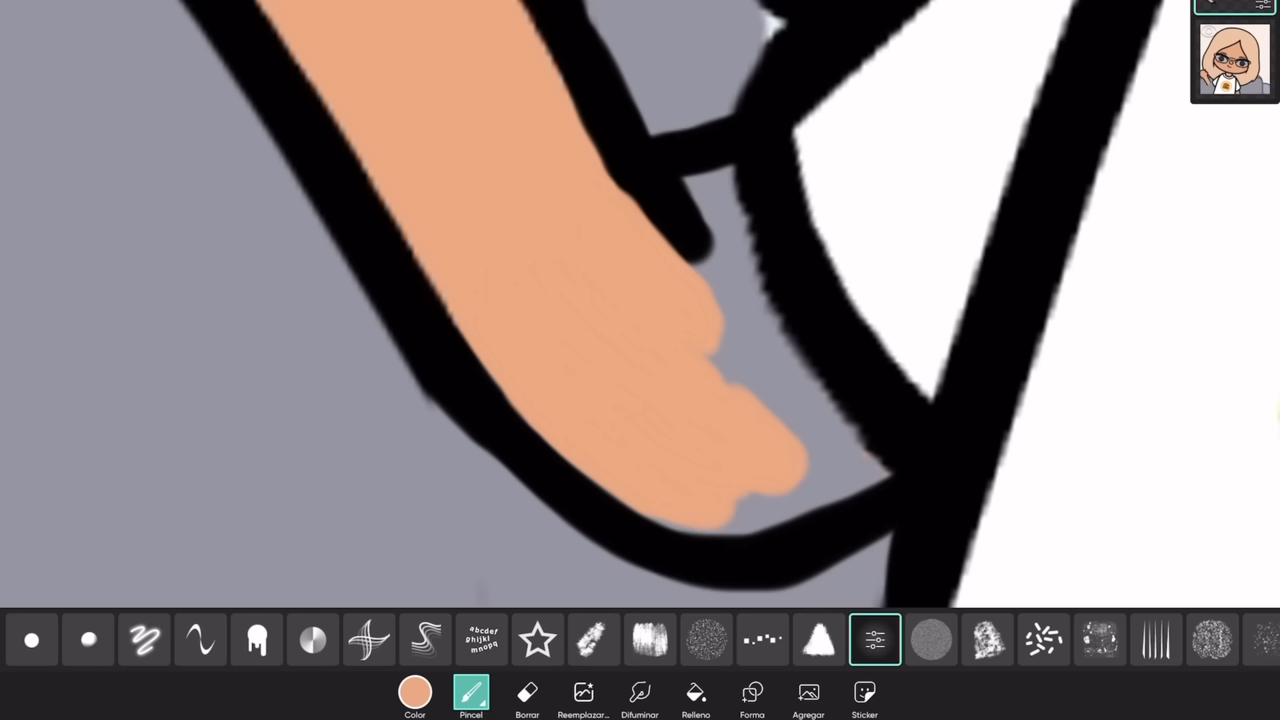 abcdef
ghijkl
mnopq
Color
Pincel
Borrar
Reemplazar...
Difuminar
Relleno
Forma
Agregar
Sticker